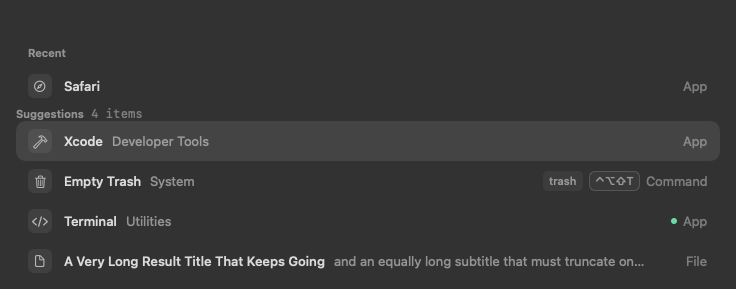 Recent
Safari App
Suggestions 4 items
Xcode Developer Tools App
Empty Trash System trash ⌃⌥⇧T Command
Terminal Utilities App
A Very Long Result Title That Keeps Going and an equally long subtitle that must truncate on... File